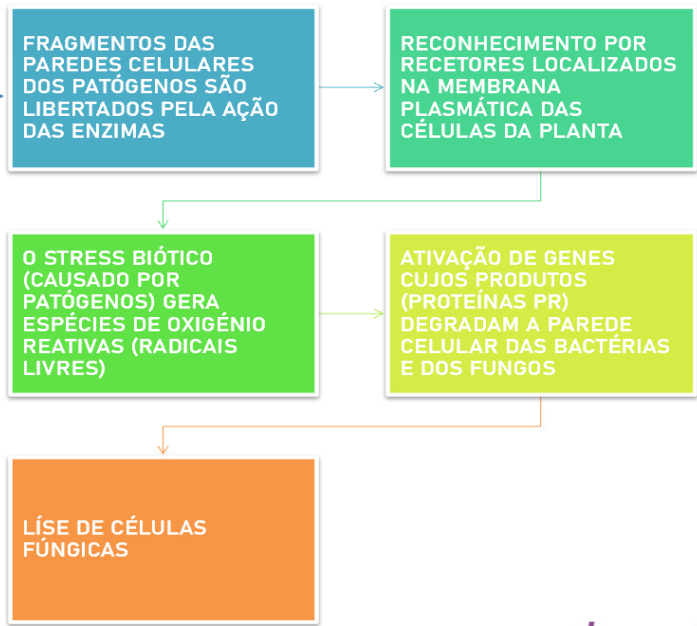 FRAGMENTOS DAS
PAREDES CELULARES
DOS PATÓGENOS SÃO
LIBERTADOS PELA AÇÃO
DAS ENZIMAS
RECONHECIMENTO POR
RECETORES LOCALIZADOS
NA MEMBRANA
PLASMÁTICA DAS
CÉLULAS DA PLANTA
O STRESS BIÓTICO
(CAUSADO POR
PATÓGENOS) GERA
ESPÉCIES DE OXIGÉNIO
REATIVAS (RADICAIS
LIVRES)
ATIVAÇÃO DE GENES
CUJOS PRODUTOS
(PROTEÍNAS PR)
DEGRADAM A PAREDE
CELULAR DAS BACTÉRIAS
E DOS FUNGOS
LÍSE DE CÉLULAS
FÚNGICAS